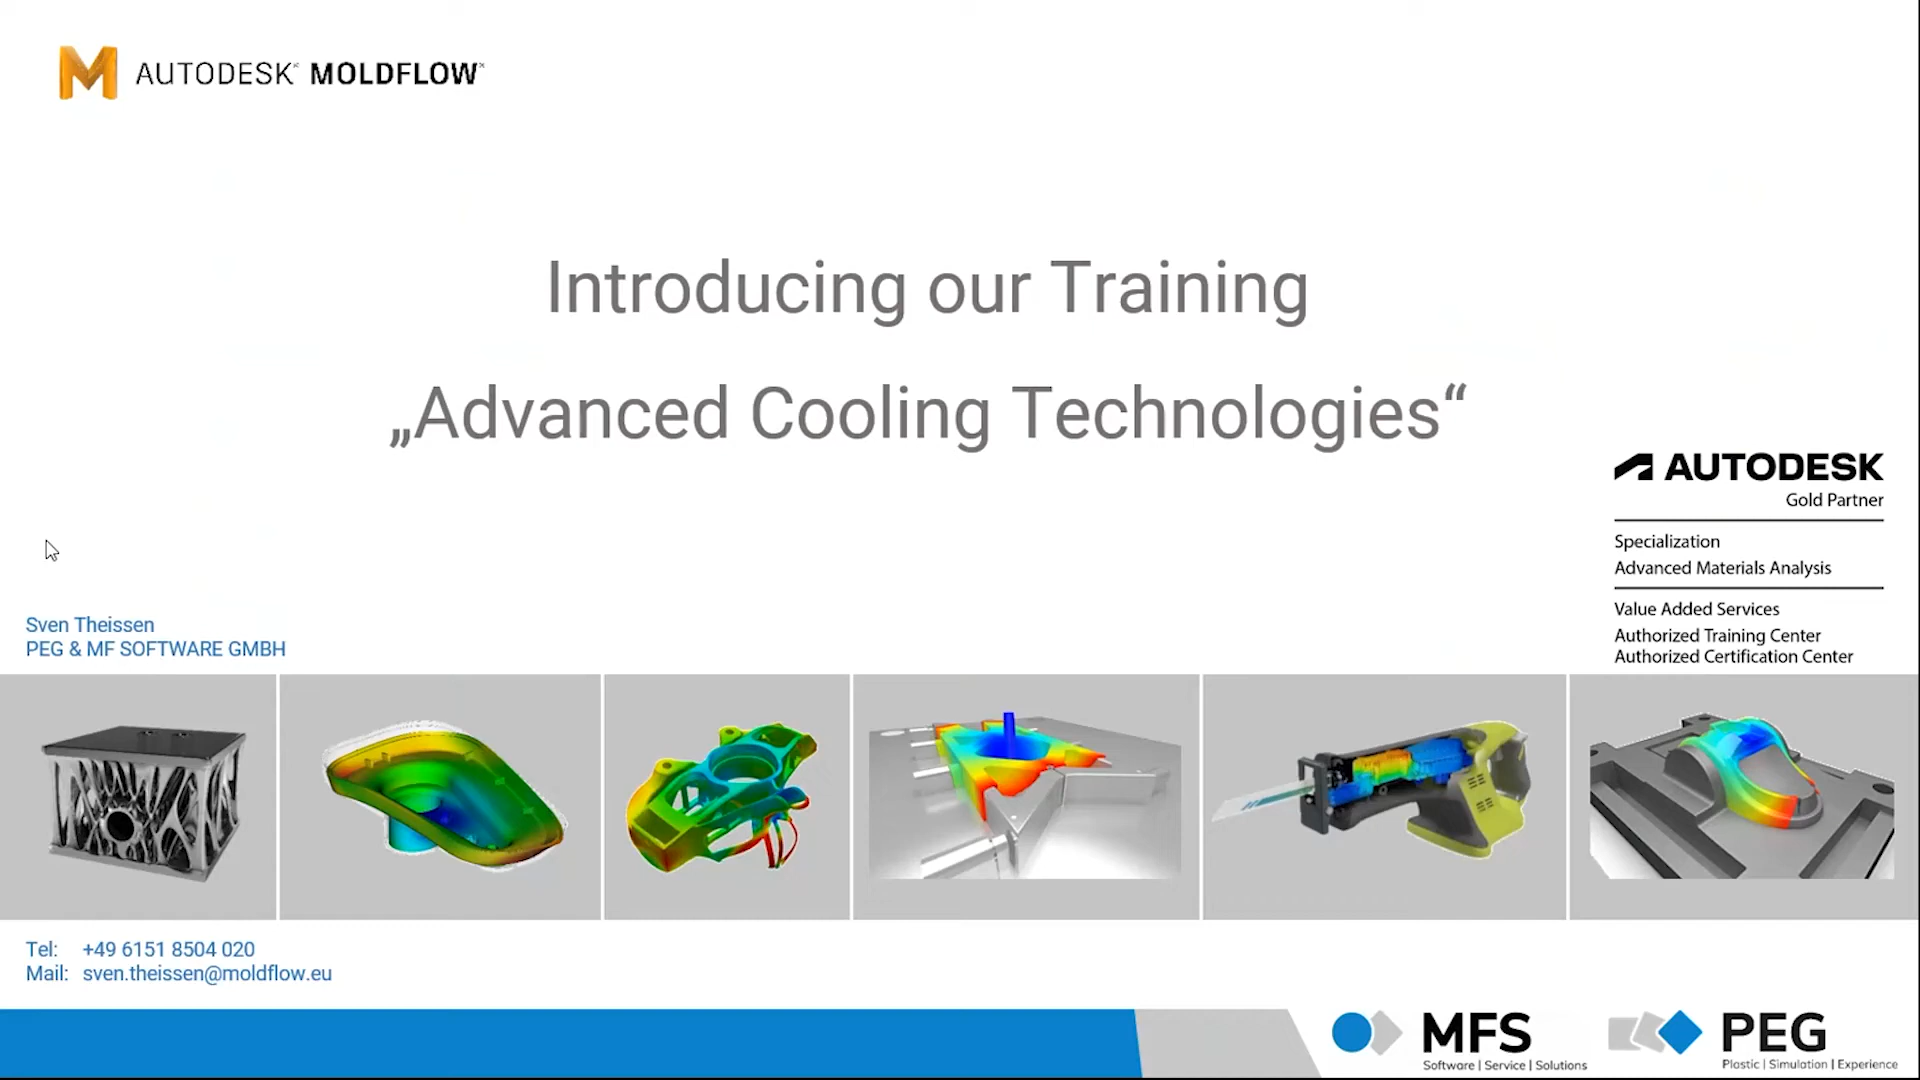 AUTODESK MOLDFLOW
Introducing our Training
„Advanced Cooling Technologies“
AUTODESK
Gold Partner
Specialization
Advanced Materials Analysis
Value Added Services
Authorized Training Center
Authorized Certification Center
Sven Theissen
PEG & MF SOFTWARE GMBH
Tel: +49 6151 8504 020
Mail: sven.theissen@moldflow.eu
MFS
Software | Service | Solutions
PEG
Plastic | Simulation | Experience